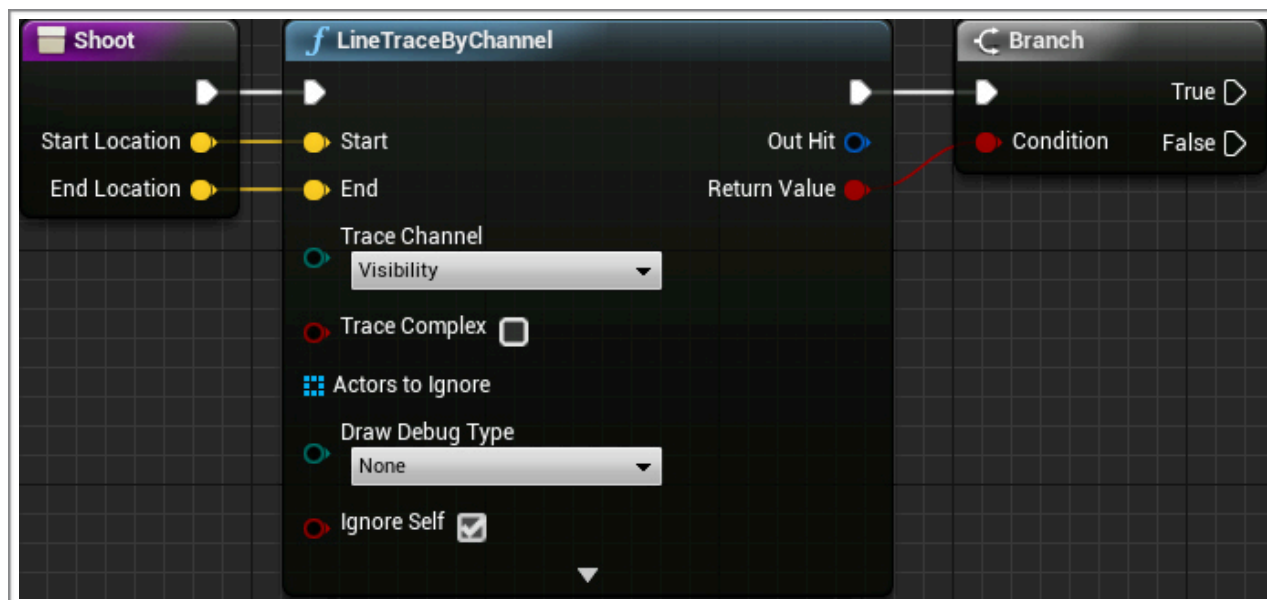 Shoot
Start Location
End Location
LineTraceByChannel
Start
Out Hit
End
Return Value
Trace Channel
Visibility
Trace Complex
Actors to Ignore
Draw Debug Type
None
Ignore Self
Branch
True
Condition
False